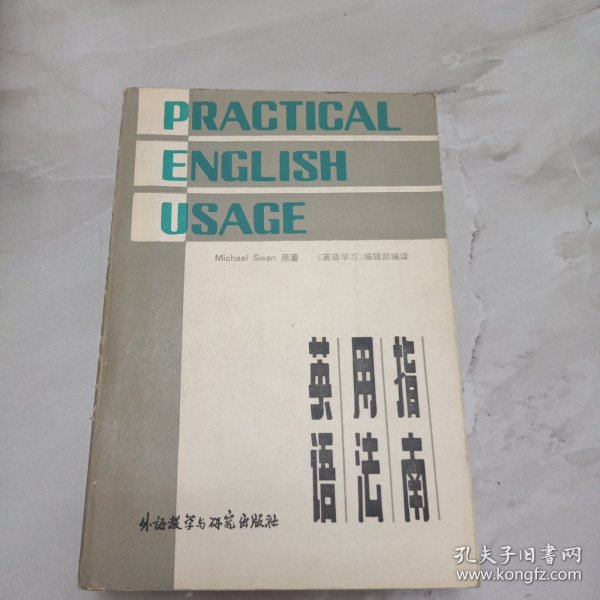 PRACTICAL
ENGLISH
USAGE
Michael Swan 原著 《英语学习》编辑部编译
英语
用法
指南
外语教学与研究出版社
孔夫子旧书网
www.kongfz.com